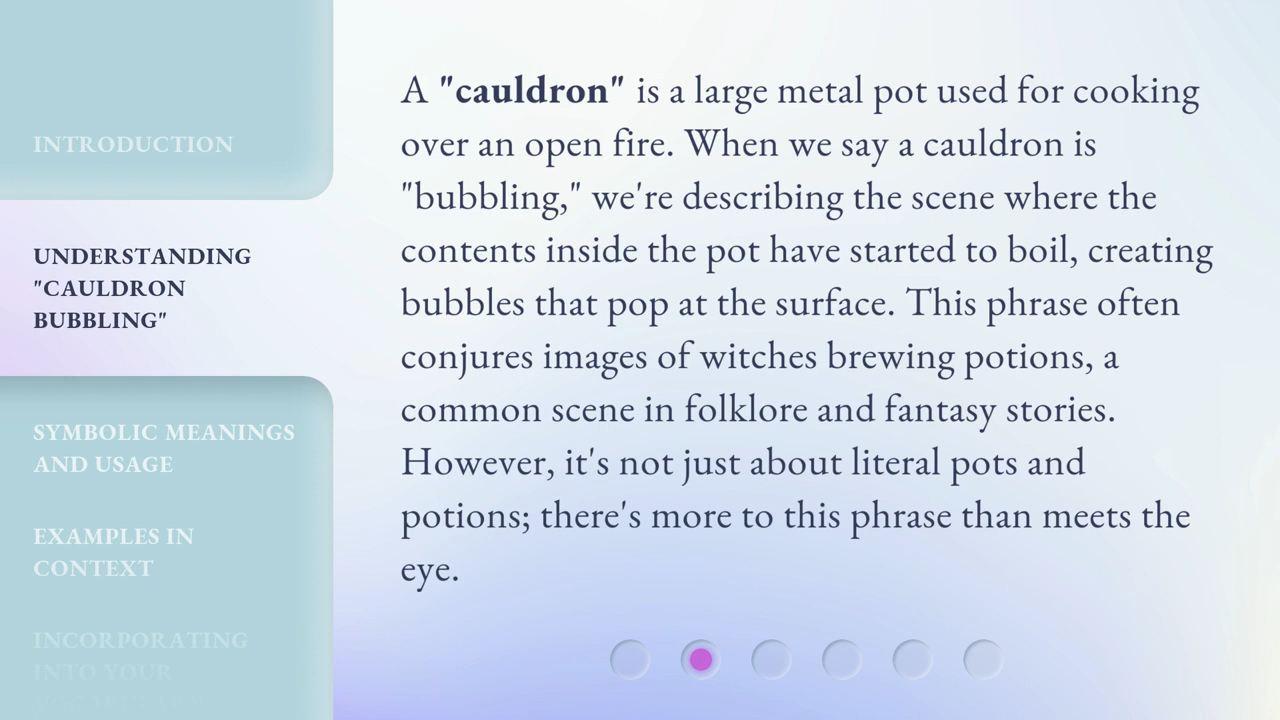 INTRODUCTION
UNDERSTANDING
"CAULDRON
BUBBLING"
SYMBOLIC MEANINGS
AND USAGE
EXAMPLES IN
CONTEXT
INCORPORATING
INTO YOUR
A "cauldron" is a large metal pot used for cooking
over an open fire. When we say a cauldron is
"bubbling," we're describing the scene where the
contents inside the pot have started to boil, creating
bubbles that pop at the surface. This phrase often
conjures images of witches brewing potions, a
common scene in folklore and fantasy stories.
However, it's not just about literal pots and
potions; there's more to this phrase than meets the
eye.